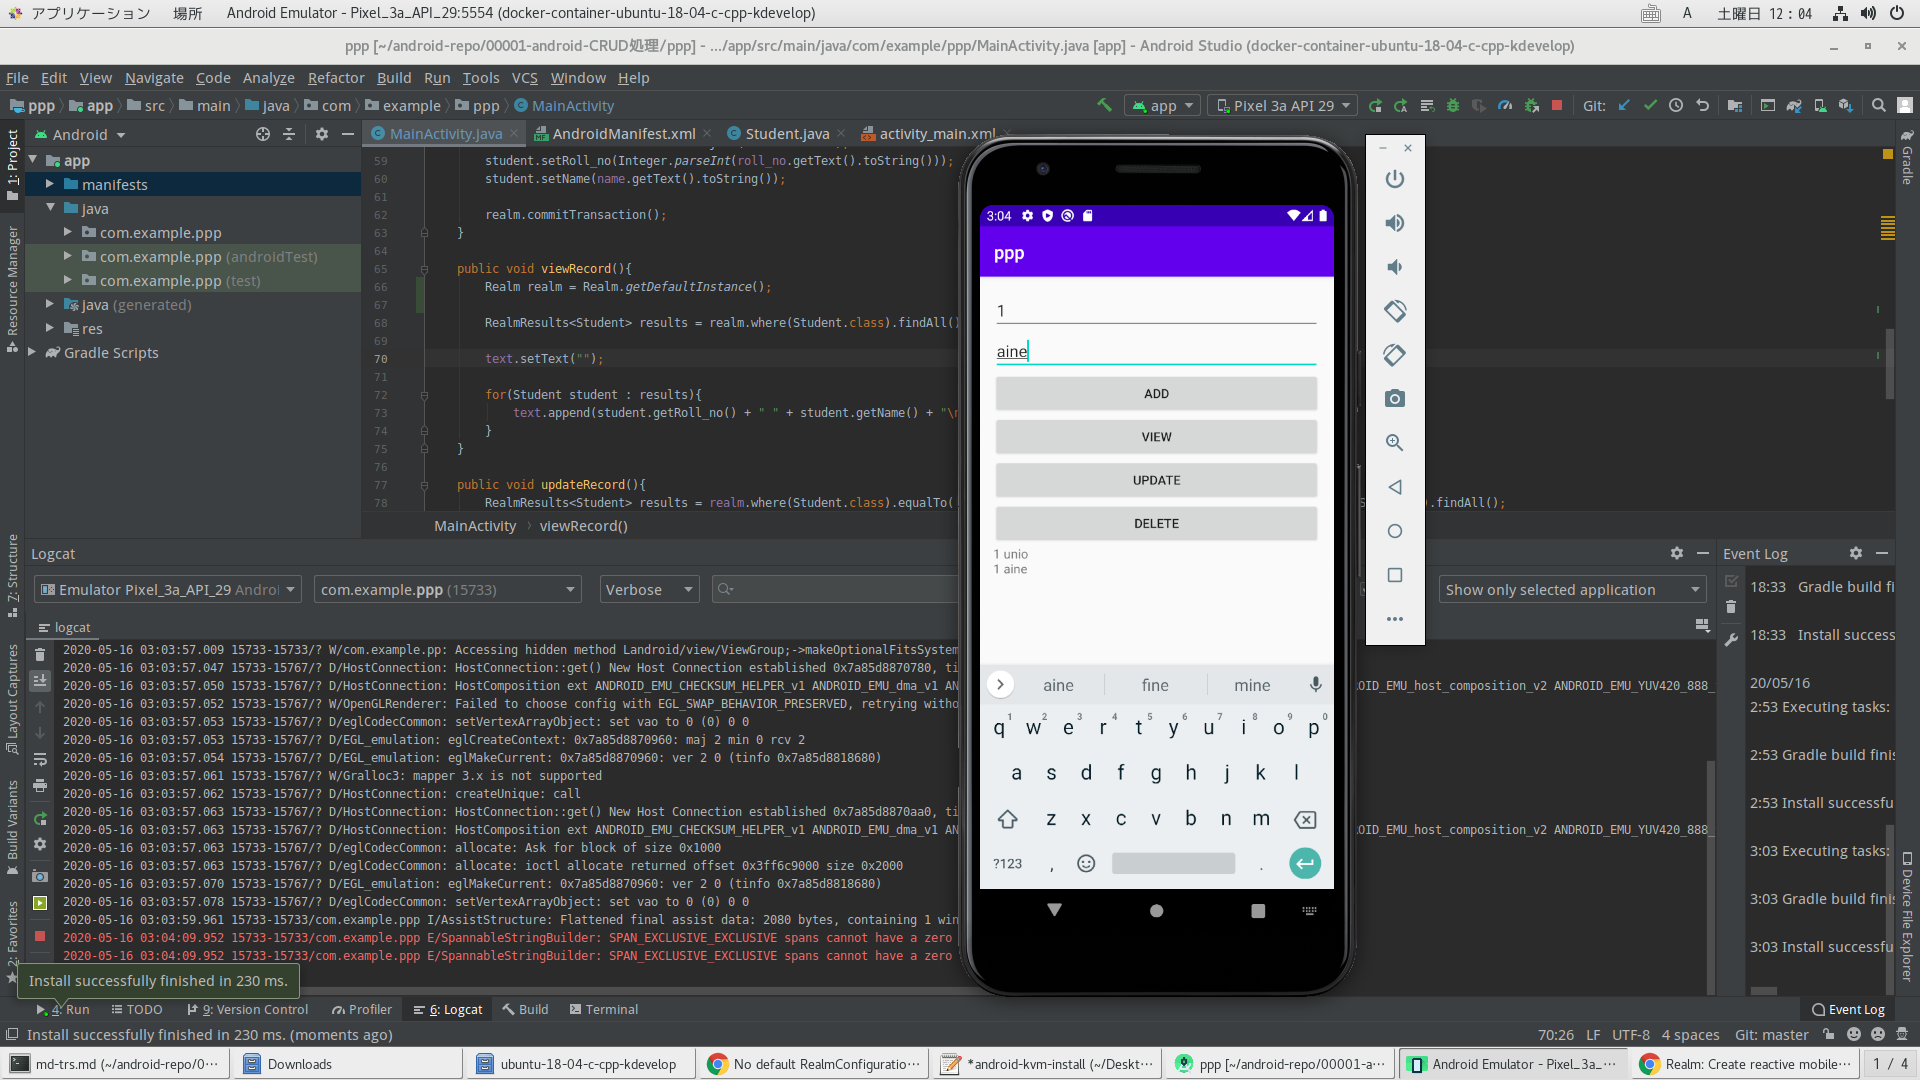 アプリケーション 場所 Android Emulator - Pixel_3a_API_29:5554 (docker-container-ubuntu-18-04-c-cpp-kdevelop) A 土曜日 12：04
ppp [~/android-repo/00001-android-CRUD処理/ppp] - .../app/src/main/java/com/example/ppp/MainActivity.java [app] - Android Studio (docker-container-ubuntu-18-04-c-cpp-kdevelop)
File Edit View Navigate Code Analyze Refactor Build Run Tools VCS Window Help
ppp app src main java com example ppp MainActivity app Pixel 3a API 29 Git:
Android MainActivity.java AndroidManifest.xml Student.java activity_main.xml
1: Project
Resource Manager
7: Structure
Layout Captures
Build Variants
2: Favorites
app
manifests
java
com.example.ppp
com.example.ppp (androidTest)
com.example.ppp (test)
java (generated)
res
Gradle Scripts
59 student.setRoll_no(Integer.parseInt(roll_no.getText().toString()));
60 student.setName(name.getText().toString());
61
62 realm.commitTransaction();
63 }
64
65 public void viewRecord(){
66 Realm realm = Realm.getDefaultInstance();
67
68 RealmResults<Student> results = realm.where(Student.class).findAll()
69
70 text.setText("");
71
72 for(Student student : results){
73 text.append(student.getRoll_no() + " " + student.getName() + "\n
74 }
75 }
76
77 public void updateRecord(){
78 RealmResults<Student> results = realm.where(Student.class).equalTo( .findAll();
MainActivity viewRecord()
Logcat
Emulator Pixel_3a_API_29 Androi com.example.ppp (15733) Verbose Show only selected application
logcat
2020-05-16 03:03:57.009 15733-15733/? W/com.example.pp: Accessing hidden method Landroid/view/ViewGroup;->makeOptionalFitsSystem
2020-05-16 03:03:57.047 15733-15767/? D/HostConnection: HostConnection::get() New Host Connection established 0x7a85d8870780, ti
2020-05-16 03:03:57.050 15733-15767/? D/HostConnection: HostComposition ext ANDROID_EMU_CHECKSUM_HELPER_v1 ANDROID_EMU_dma_v1 AN OID_EMU_host_composition_v2 ANDROID_EMU_YUV420_888_
2020-05-16 03:03:57.052 15733-15767/? W/OpenGLRenderer: Failed to choose config with EGL_SWAP_BEHAVIOR_PRESERVED, retrying witho
2020-05-16 03:03:57.053 15733-15767/? D/eglCodecCommon: setVertexArrayObject: set vao to 0 (0) 0 0
2020-05-16 03:03:57.053 15733-15767/? D/EGL_emulation: eglCreateContext: 0x7a85d8870960: maj 2 min 0 rcv 2
2020-05-16 03:03:57.054 15733-15767/? D/EGL_emulation: eglMakeCurrent: 0x7a85d8870960: ver 2 0 (tinfo 0x7a85d8818680)
2020-05-16 03:03:57.061 15733-15767/? W/Gralloc3: mapper 3.x is not supported
2020-05-16 03:03:57.062 15733-15767/? D/HostConnection: createUnique: call
2020-05-16 03:03:57.063 15733-15767/? D/HostConnection: HostConnection::get() New Host Connection established 0x7a85d8870aa0, ti
2020-05-16 03:03:57.063 15733-15767/? D/HostConnection: HostComposition ext ANDROID_EMU_CHECKSUM_HELPER_v1 ANDROID_EMU_dma_v1 AN OID_EMU_host_composition_v2 ANDROID_EMU_YUV420_888_
2020-05-16 03:03:57.063 15733-15767/? D/eglCodecCommon: allocate: Ask for block of size 0x1000
2020-05-16 03:03:57.063 15733-15767/? D/eglCodecCommon: allocate: ioctl allocate returned offset 0x3ff6c9000 size 0x2000
2020-05-16 03:03:57.070 15733-15767/? D/EGL_emulation: eglMakeCurrent: 0x7a85d8870960: ver 2 0 (tinfo 0x7a85d8818680)
2020-05-16 03:03:57.078 15733-15767/? D/eglCodecCommon: setVertexArrayObject: set vao to 0 (0) 0 0
2020-05-16 03:03:59.961 15733-15733/com.example.ppp I/AssistStructure: Flattened final assist data: 2080 bytes, containing 1 win
2020-05-16 03:04:09.952 15733-15733/com.example.ppp E/SpannableStringBuilder: SPAN_EXCLUSIVE_EXCLUSIVE spans cannot have a zero
2020-05-16 03:04:09.952 15733-15733/com.example.ppp E/SpannableStringBuilder: SPAN_EXCLUSIVE_EXCLUSIVE spans cannot have a zero
3:04
ppp
1
aine
ADD
VIEW
UPDATE
DELETE
1 unio
1 aine
aine fine mine
q1 w2 e3 r4 t5 y6 u7 i8 o9 p0
a s d f g h j k l
z x c v b n m
?123 , .
Event Log
18:33 Gradle build fi
18:33 Install success
20/05/16
2:53 Executing tasks:
2:53 Gradle build finis
2:53 Install successfu
3:03 Executing tasks:
3:03 Gradle build finis
3:03 Install successfu
Gradle
Device File Explorer
Install successfully finished in 230 ms.
4: Run TODO 9: Version Control Profiler 6: Logcat Build Terminal Event Log
Install successfully finished in 230 ms. (moments ago) 70:26 LF UTF-8 4 spaces Git: master
md-trs.md (~/android-repo/0··· Downloads ubuntu-18-04-c-cpp-kdevelop No default RealmConfiguratio··· *android-kvm-install (~/Deskt··· ppp [~/android-repo/00001-a··· Android Emulator - Pixel_3a_··· Realm: Create reactive mobile··· 1 / 4